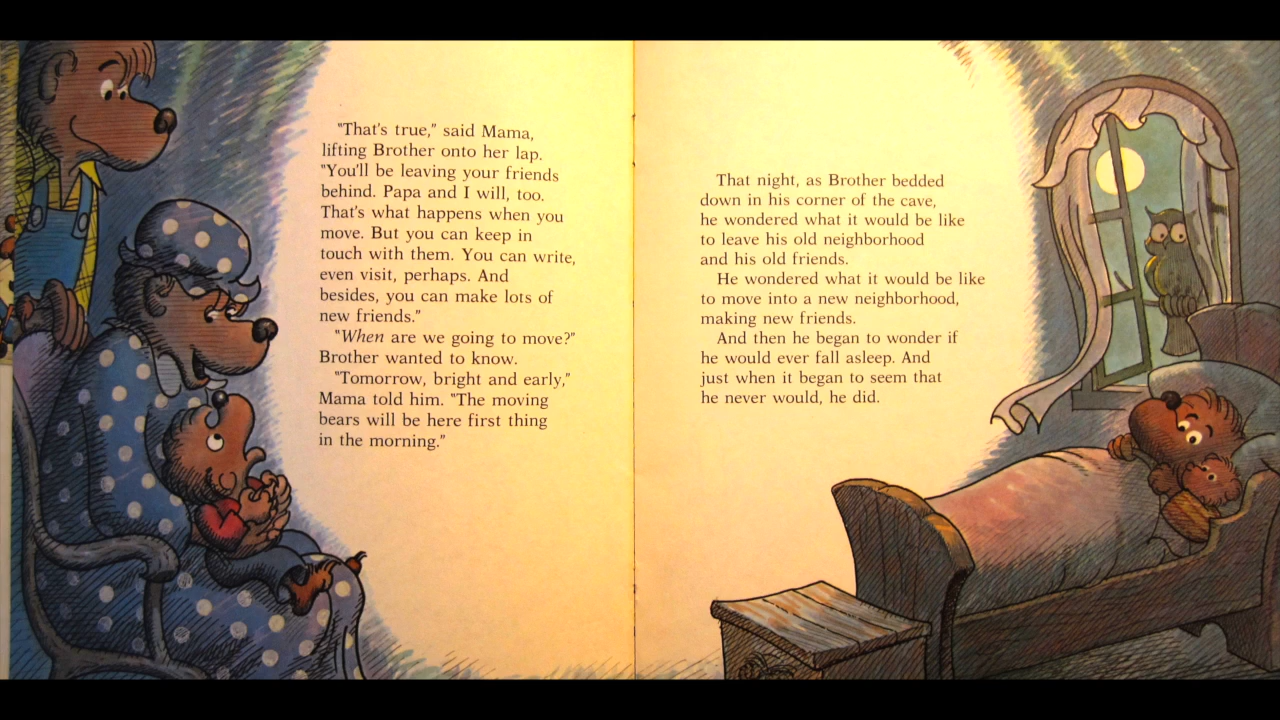 "That's true," said Mama,
lifting Brother onto her lap.
"You'll be leaving your friends
behind. Papa and I will, too.
That's what happens when you
move. But you can keep in
touch with them. You can write,
even visit, perhaps. And
besides, you can make lots of
new friends."
"When are we going to move?"
Brother wanted to know.
"Tomorrow, bright and early,"
Mama told him. "The moving
bears will be here first thing
in the morning."
That night, as Brother bedded
down in his corner of the cave,
he wondered what it would be like
to leave his old neighborhood
and his old friends.
He wondered what it would be like
to move into a new neighborhood,
making new friends.
And then he began to wonder if
he would ever fall asleep. And
just when it began to seem that
he never would, he did.